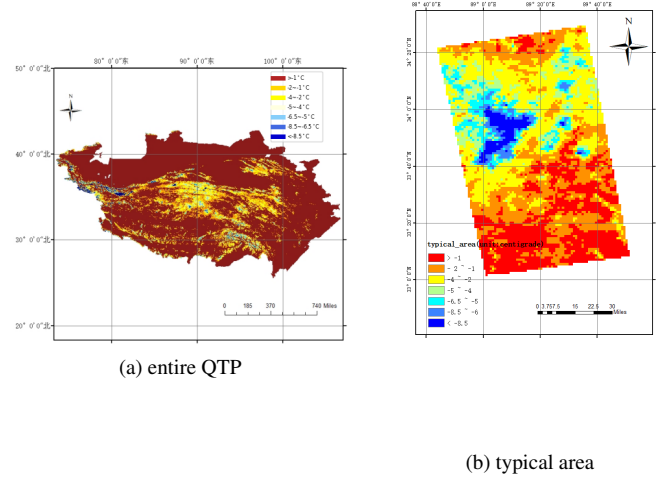 80° 0′0″东 90° 0′0″东 100° 0′0″东
50° 0′0″北
40° 0′0″北
30° 0′0″北
20° 0′0″北
N
>-1°C
-2~-1°C
-4~-2°C
-5~-4°C
-6.5~-5°C
-8.5~-6.5°C
<-8.5°C
0 185 370 740 Miles
(a) entire QTP
88° 40′0″E 89° 0′0″E 89° 20′0″E 89° 40′0″E
34° 20′0″N
34° 0′0″N
33° 40′0″N
33° 20′0″N
33° 0′0″N
N
typical_area(unit:centigrade)
> -1
-2 ~ -1
-4 ~ -2
-5 ~ -4
-6.5 ~ -5
-8.5 ~ -6
< -8.5
0 3.757.5 15 22.5 30
Miles
(b) typical area